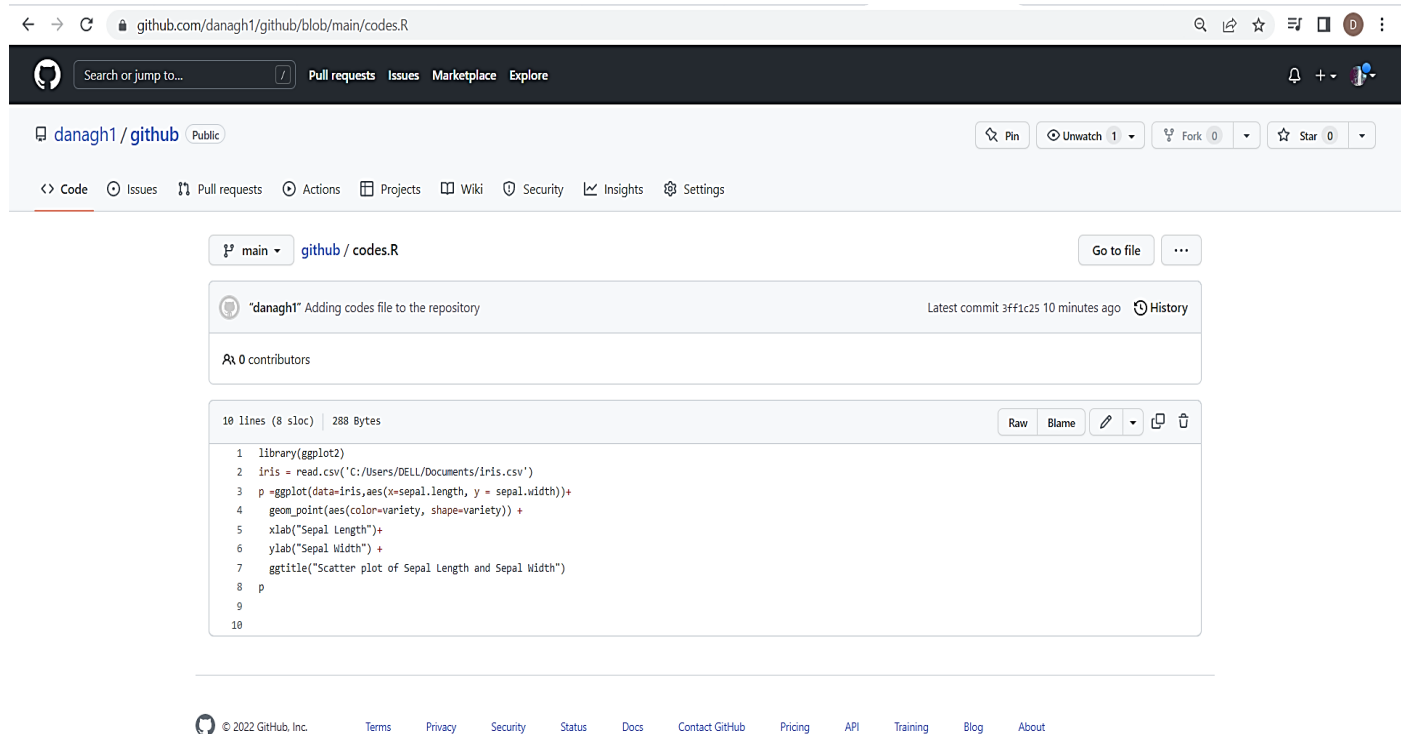 github.com/danagh1/github/blob/main/codes.R
D
Search or jump to... / Pull requests Issues Marketplace Explore
danagh1 / github Public
Pin Unwatch 1 Fork 0 Star 0
<> Code Issues Pull requests Actions Projects Wiki Security Insights Settings
main github / codes.R Go to file ...
"danagh1" Adding codes file to the repository Latest commit 3ff1c25 10 minutes ago History
0 contributors
10 lines (8 sloc) 288 Bytes Raw Blame
1 library(ggplot2)
2 iris = read.csv('C:/Users/DELL/Documents/iris.csv')
3 p =ggplot(data=iris,aes(x=sepal.length, y = sepal.width))+
4 geom_point(aes(color=variety, shape=variety)) +
5 xlab("Sepal Length")+
6 ylab("Sepal Width") +
7 ggtitle("Scatter plot of Sepal Length and Sepal Width")
8 p
9
10
© 2022 GitHub, Inc. Terms Privacy Security Status Docs Contact GitHub Pricing API Training Blog About